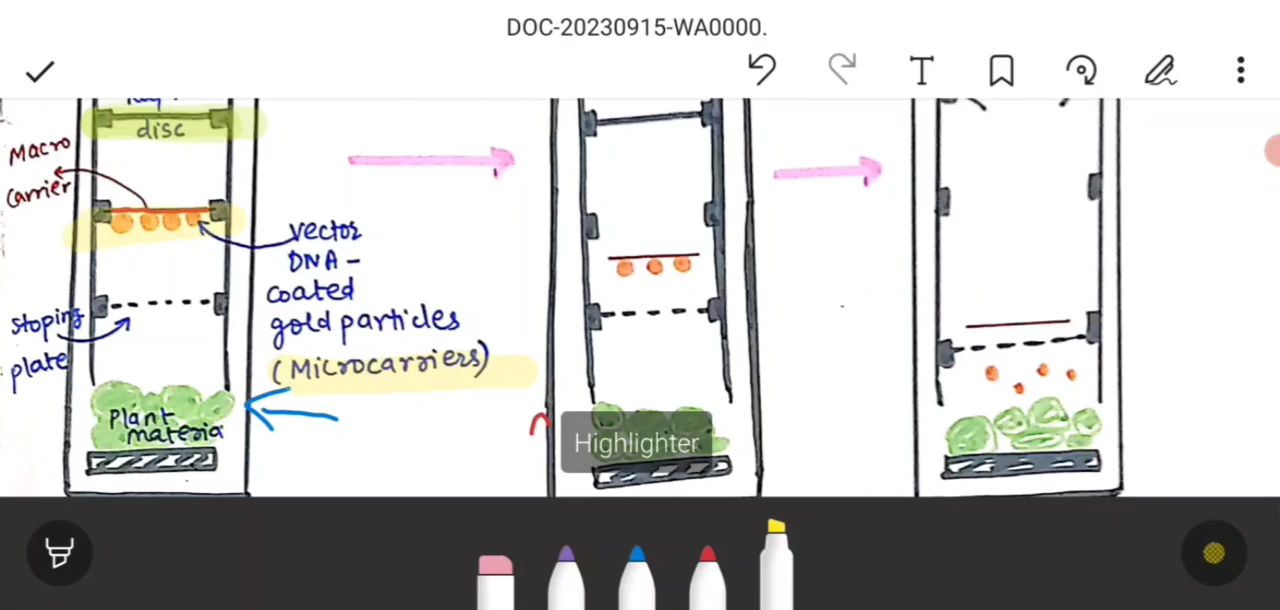 DOC-20230915-WA0000.
T
disc
Macro
Carrier
Vector
DNA -
Coated
gold particles
(Microcarriers)
stoping
plate
Plant
materia
Highlighter